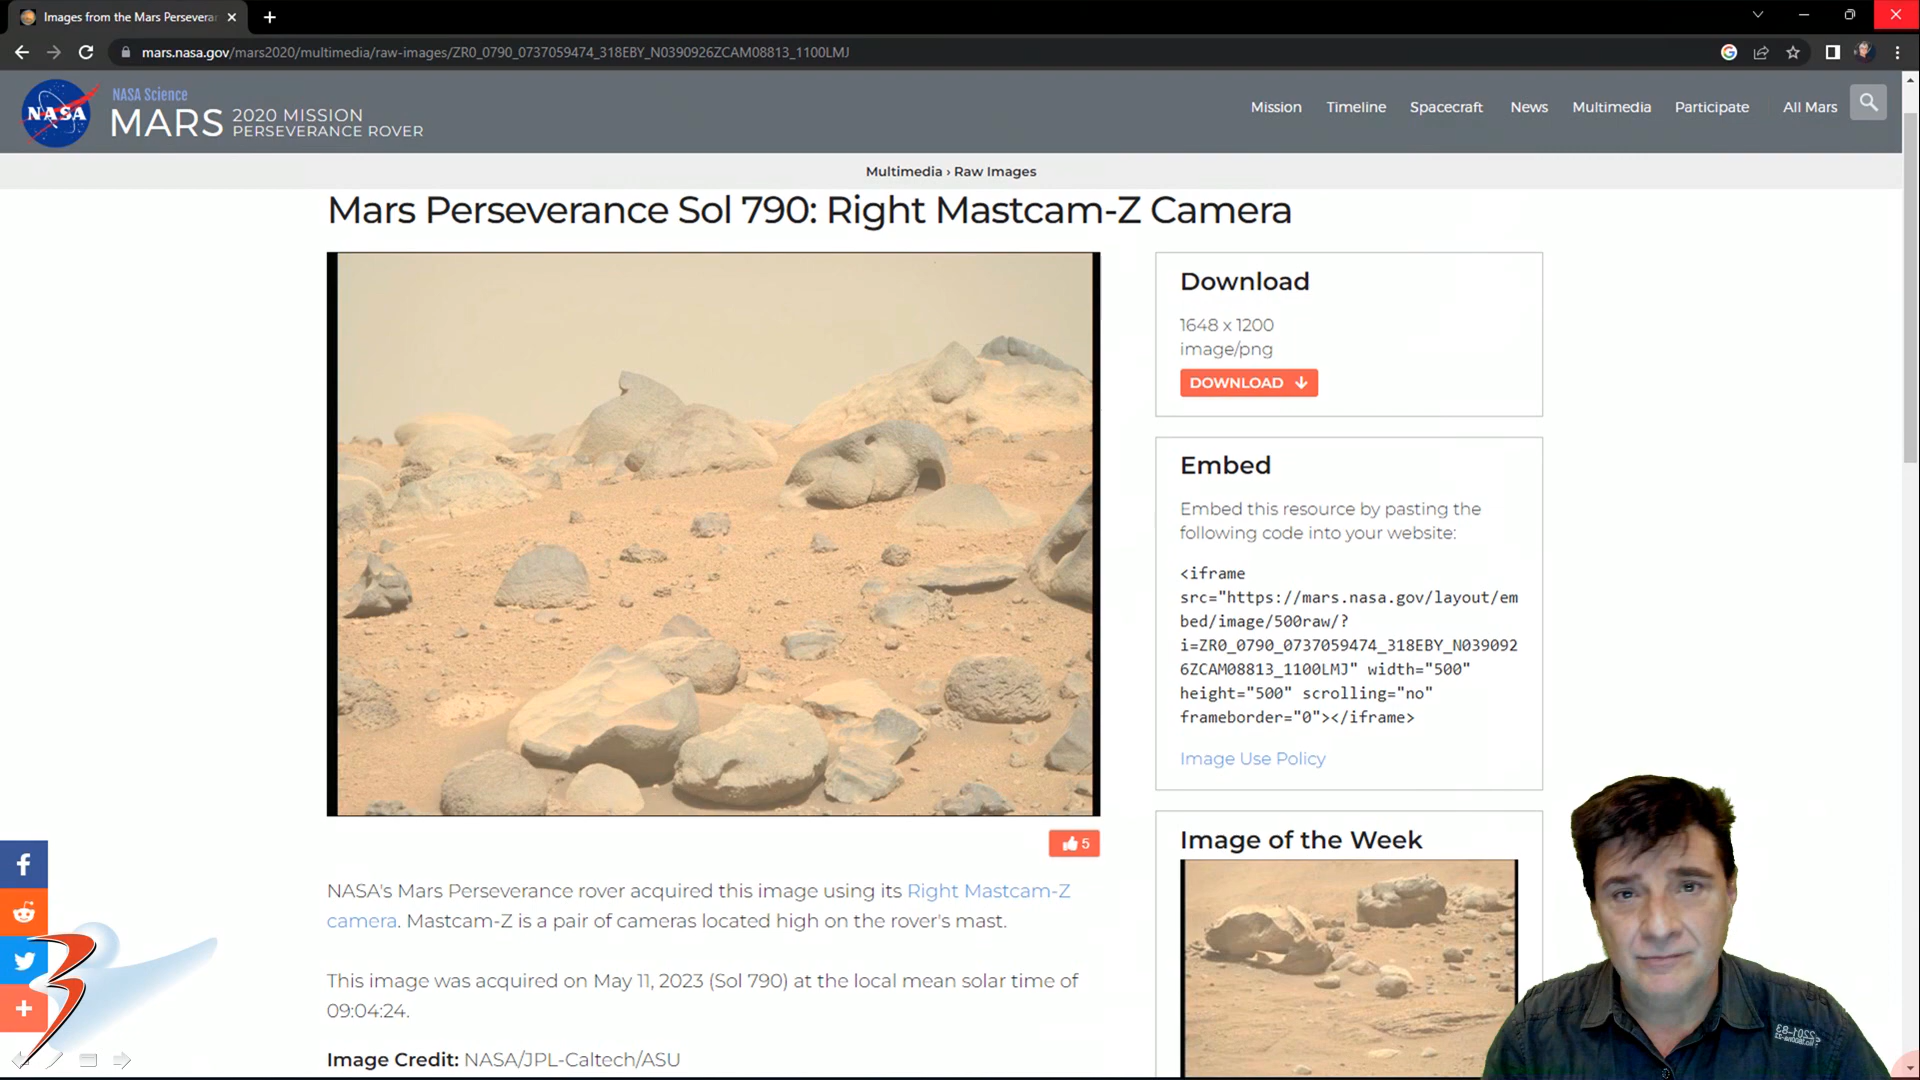 Images from the Mars Perseveran
mars.nasa.gov/mars2020/multimedia/raw-images/ZR0_0790_0737059474_318EBY_N0390926ZCAM08813_1100LMJ
NASA
NASA Science
MARS
2020 MISSION
PERSEVERANCE ROVER
Mission Timeline Spacecraft News Multimedia Participate All Mars
Multimedia › Raw Images
Mars Perseverance Sol 790: Right Mastcam-Z Camera
Download
1648 x 1200
image/png
DOWNLOAD
Embed
Embed this resource by pasting the
following code into your website:
<iframe
src="https://mars.nasa.gov/layout/em
bed/image/500raw/?
i=ZR0_0790_0737059474_318EBY_N039092
6ZCAM08813_1100LMJ" width="500"
height="500" scrolling="no"
frameborder="0"></iframe>
Image Use Policy
Image of the Week
5
NASA's Mars Perseverance rover acquired this image using its Right Mastcam-Z
camera. Mastcam-Z is a pair of cameras located high on the rover's mast.
This image was acquired on May 11, 2023 (Sol 790) at the local mean solar time of
09:04:24.
Image Credit: NASA/JPL-Caltech/ASU